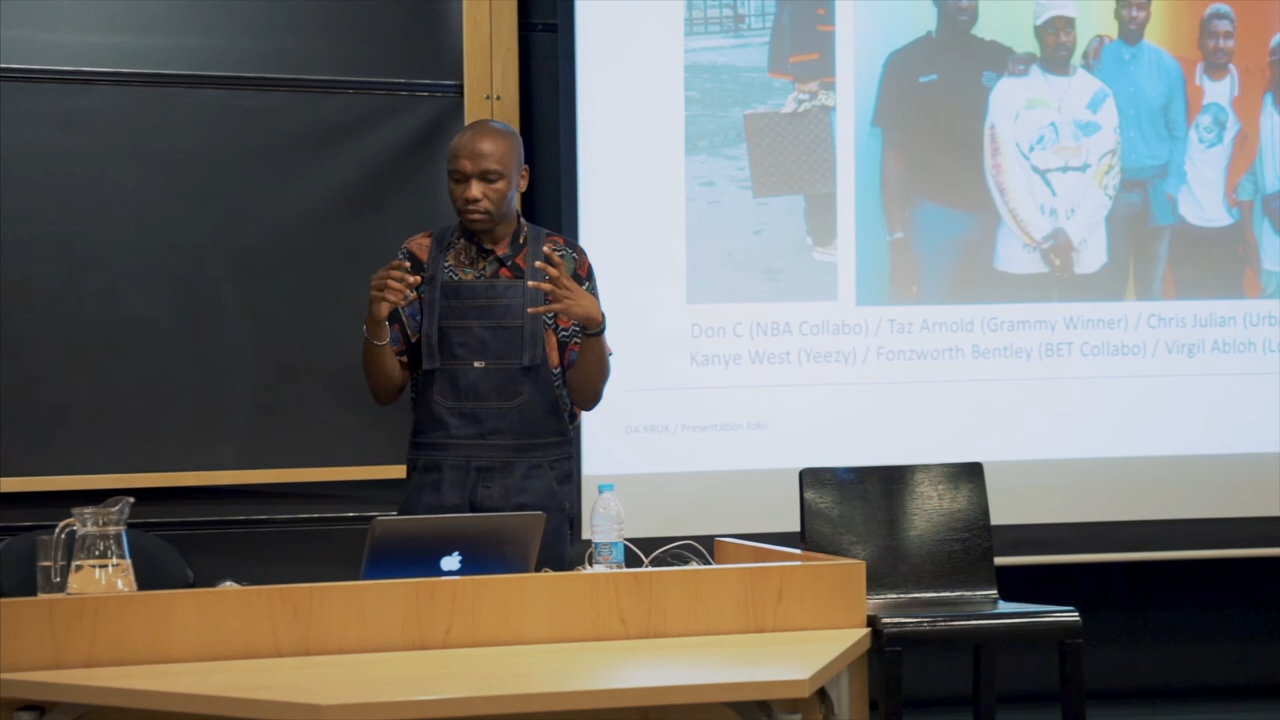 Don C (NBA Collabo) / Taz Arnold (Grammy Winner) / Chris Julian (Urb
Kanye West (Yeezy) / Fonzworth Bentley (BET Collabo) / Virgil Abloh (Lo
DA KRUK / Presentation folio